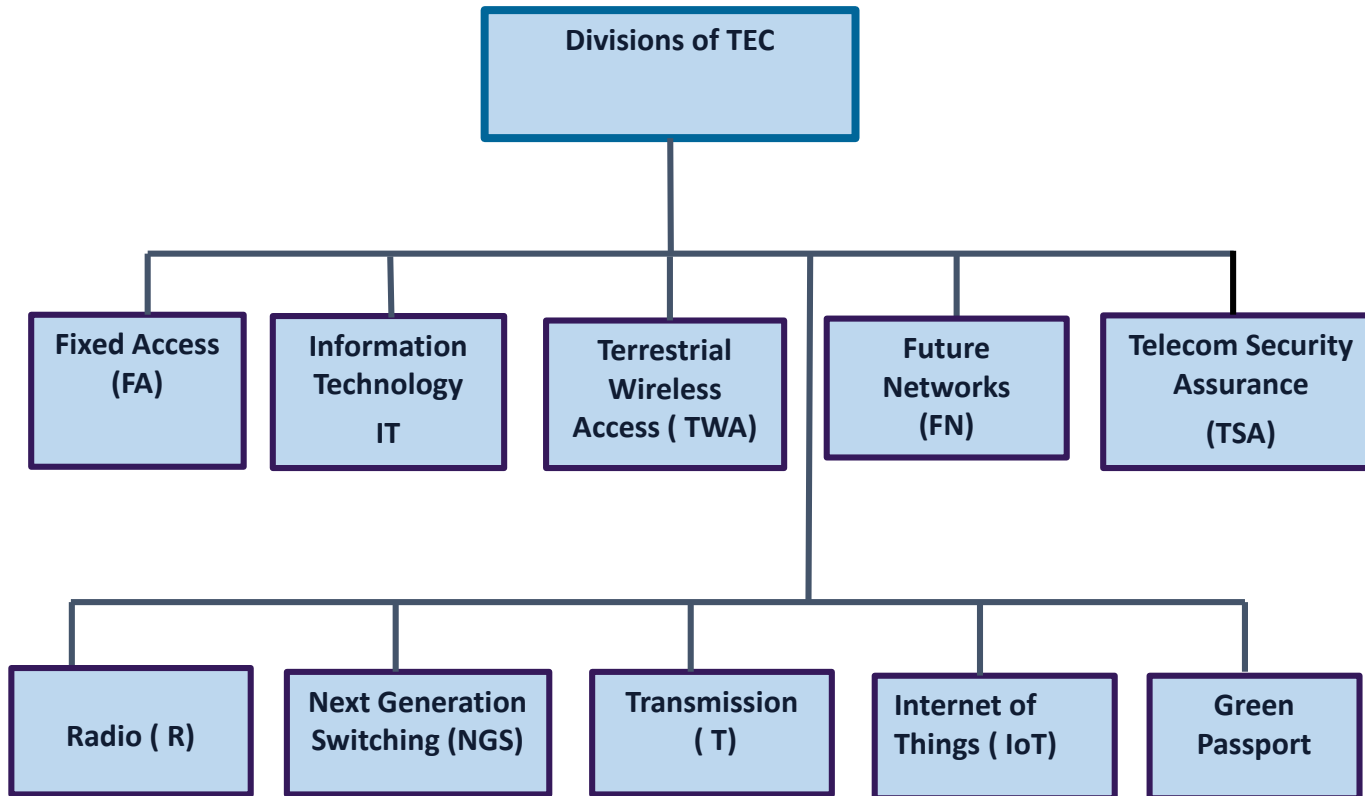 Divisions of TEC
Fixed Access
(FA)
Information
Technology
IT
Terrestrial
Wireless
Access ( TWA)
Future
Networks
(FN)
Telecom Security
Assurance
(TSA)
Radio ( R)
Next Generation
Switching (NGS)
Transmission
( T)
Internet of
Things ( IoT)
Green
Passport